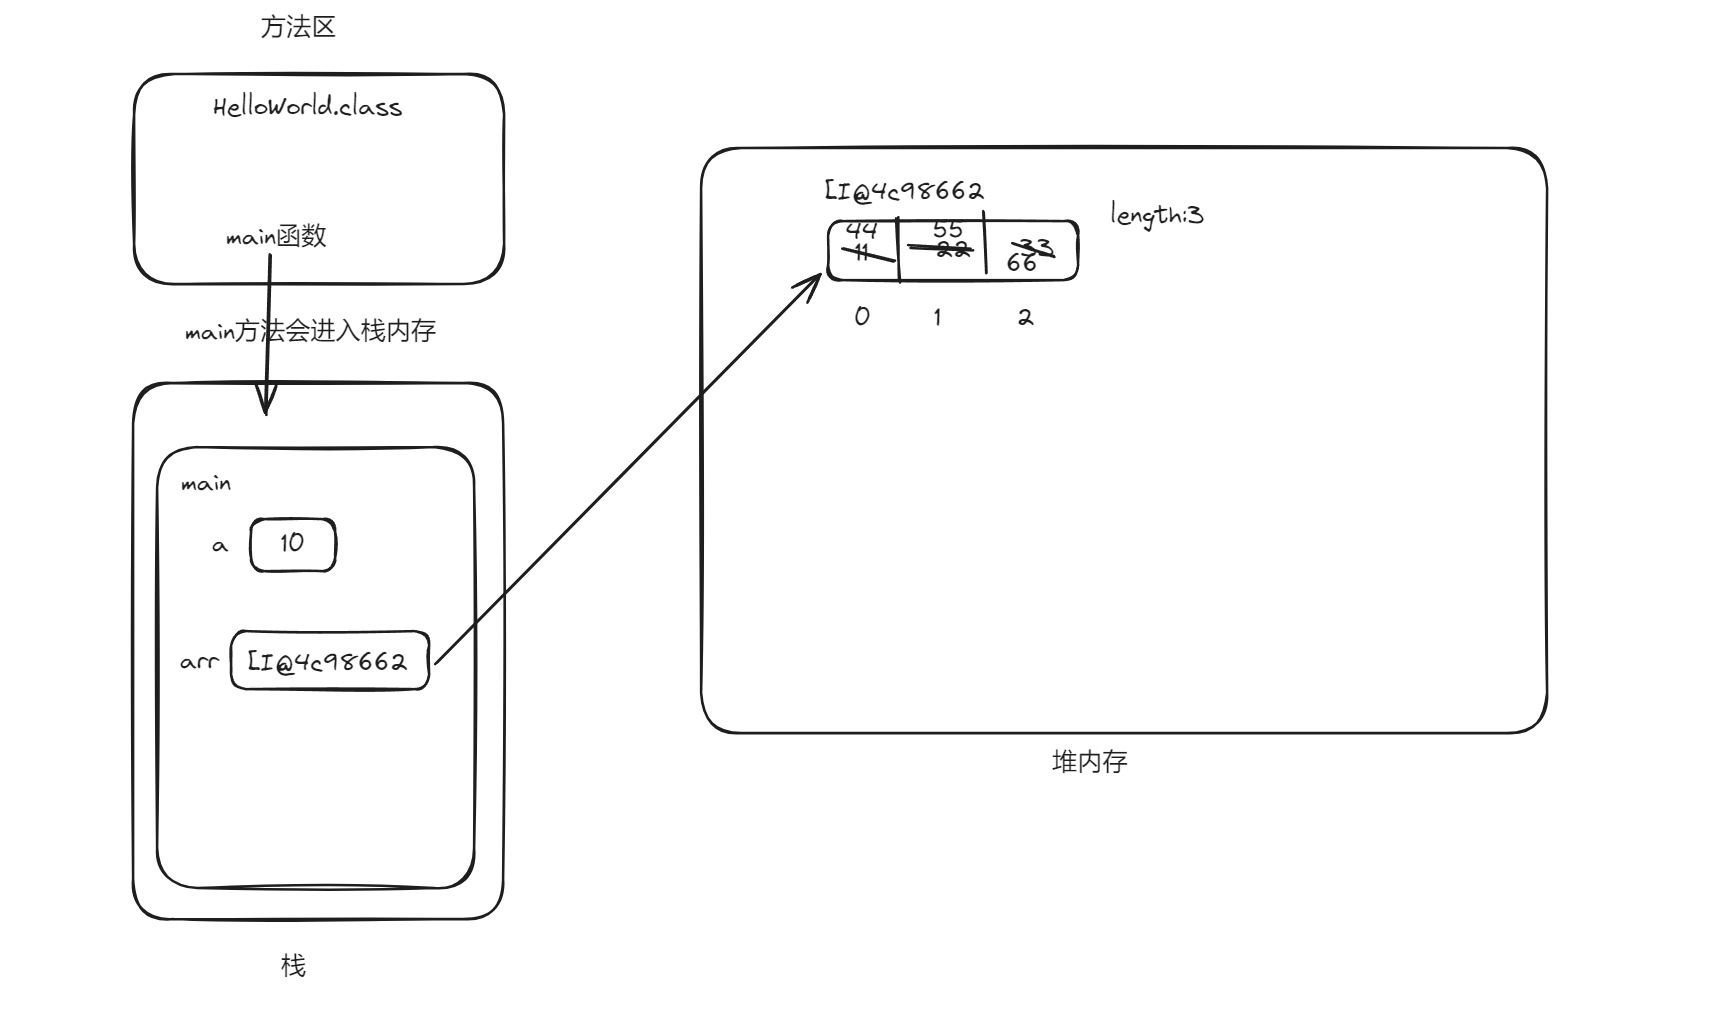 方法区
HelloWorld.class
main函数
main方法会进入栈内存
main
a
10
arr
[I@4c98662
栈
[I@4c98662
length:3
44
11
55
22
33
66
0
1
2
堆内存